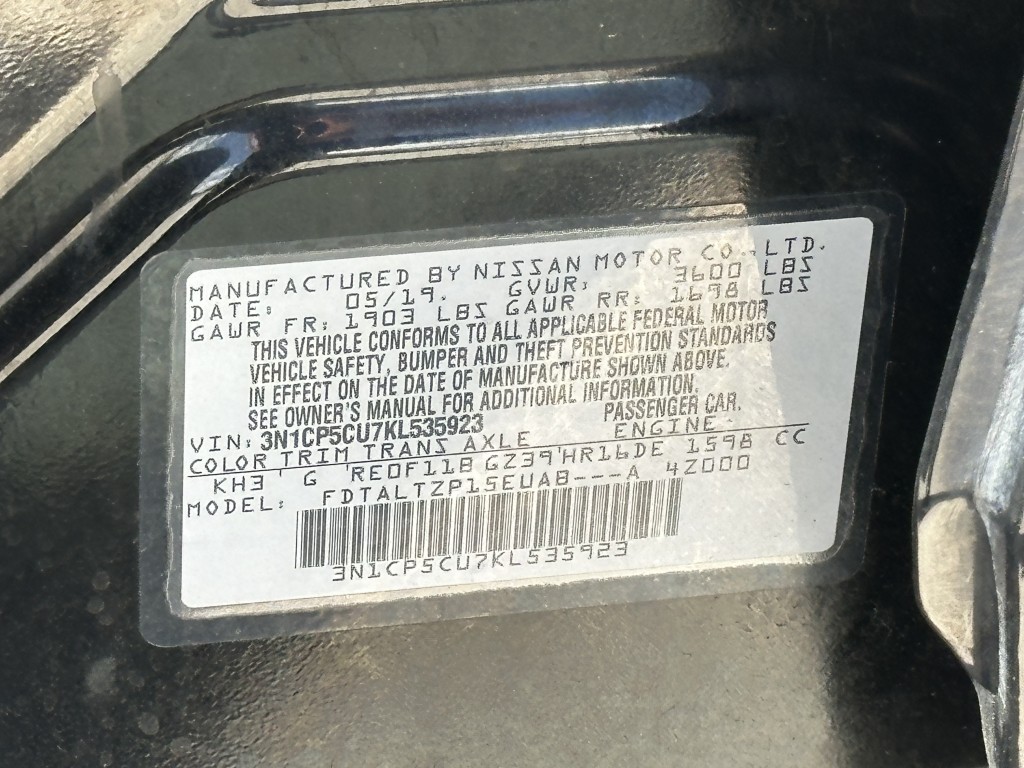 MANUFACTURED BY NISSAN MOTOR CO.,LTD.
DATE: 05/19. GVWR: 3600 LBS
GAWR FR: 1903 LBS GAWR RR: 1698 LBS
THIS VEHICLE CONFORMS TO ALL APPLICABLE FEDERAL MOTOR
VEHICLE SAFETY, BUMPER AND THEFT PREVENTION STANDARDS
IN EFFECT ON THE DATE OF MANUFACTURE SHOWN ABOVE.
SEE OWNER'S MANUAL FOR ADDITIONAL INFORMATION.
VIN: 3N1CP5CU7KL535923 PASSENGER CAR.
COLOR TRIM TRANS AXLE ENGINE
KH3 G RE0F11B GZ39 HR16DE 1598 CC
MODEL: FDTALTZP15EUAB---A 4Z000
3N1CP5CU7KL535923